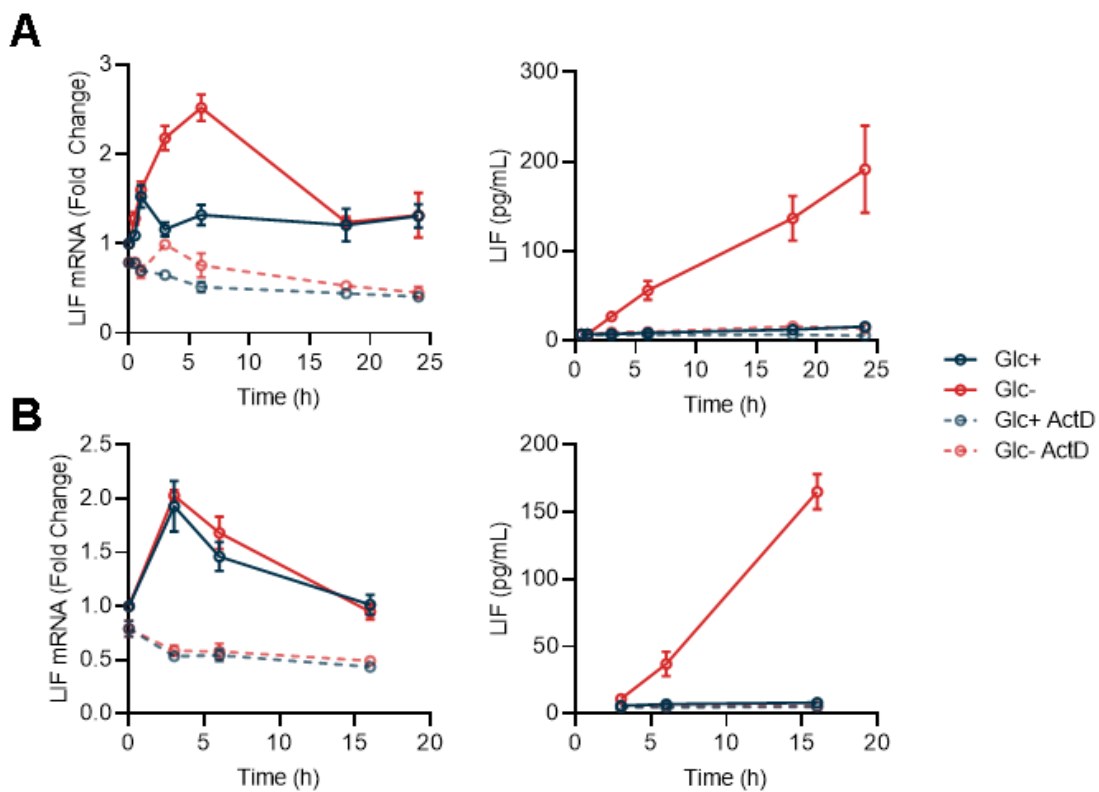 A
LIF mRNA (Fold Change)
3
2
1
0
0 5 10 15 20 25
Time (h)
LIF (pg/mL)
300
200
100
0
0 5 10 15 20 25
Time (h)
Glc+
Glc-
Glc+ ActD
Glc- ActD
B
LIF mRNA (Fold Change)
2.5
2.0
1.5
1.0
0.5
0.0
0 5 10 15 20
Time (h)
LIF (pg/mL)
200
150
100
50
0
0 5 10 15 20
Time (h)